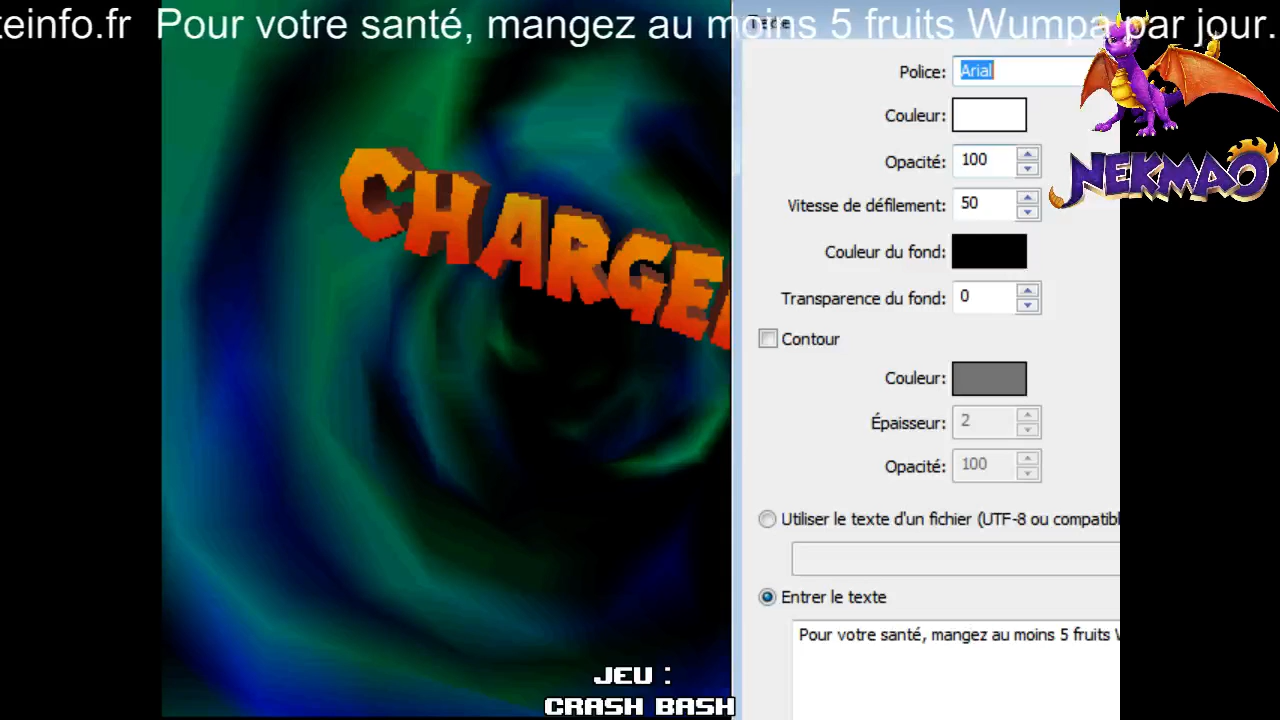 teinfo.fr Pour votre santé, mangez au moins 5 fruits Wumpa par jour.
Police: Arial
Couleur:
NEKMAO
Opacité: 100
Vitesse de défilement: 50
Couleur du fond:
Transparence du fond: 0
Contour
Couleur:
Épaisseur: 2
Opacité: 100
Utiliser le texte d'un fichier (UTF-8 ou compatibl
Entrer le texte
Pour votre santé, mangez au moins 5 fruits W
CHARGE
JEU :
CRASH BASH